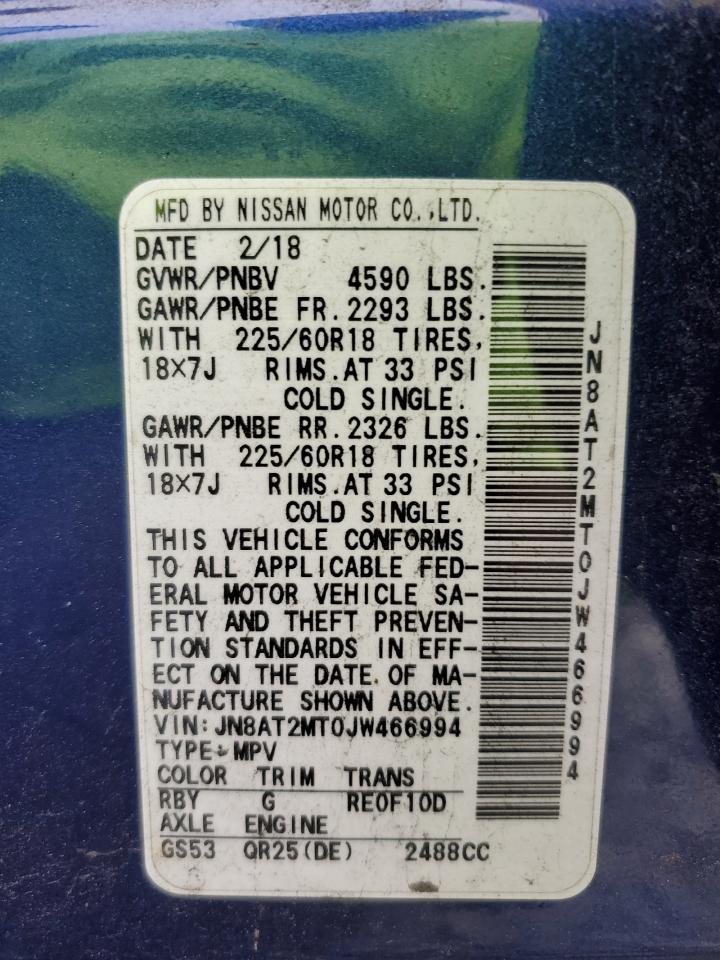 MFD BY NISSAN MOTOR CO.,LTD.
DATE 2/18
GVWR/PNBV 4590 LBS.
GAWR/PNBE FR. 2293 LBS.
WITH 225/60R18 TIRES,
18X7J RIMS.AT 33 PSI
COLD SINGLE.
GAWR/PNBE RR. 2326 LBS.
WITH 225/60R18 TIRES,
18X7J RIMS.AT 33 PSI
COLD SINGLE.
THIS VEHICLE CONFORMS
TO ALL APPLICABLE FED-
ERAL MOTOR VEHICLE SA-
FETY AND THEFT PREVEN-
TION STANDARDS IN EFF-
ECT ON THE DATE OF MA-
NUFACTURE SHOWN ABOVE.
VIN:JN8AT2MT0JW466994
TYPE: MPV
COLOR TRIM TRANS
RBY G RE0F10D
AXLE ENGINE
GS53 QR25(DE) 2488CC
JN8AT2MT0JW466994